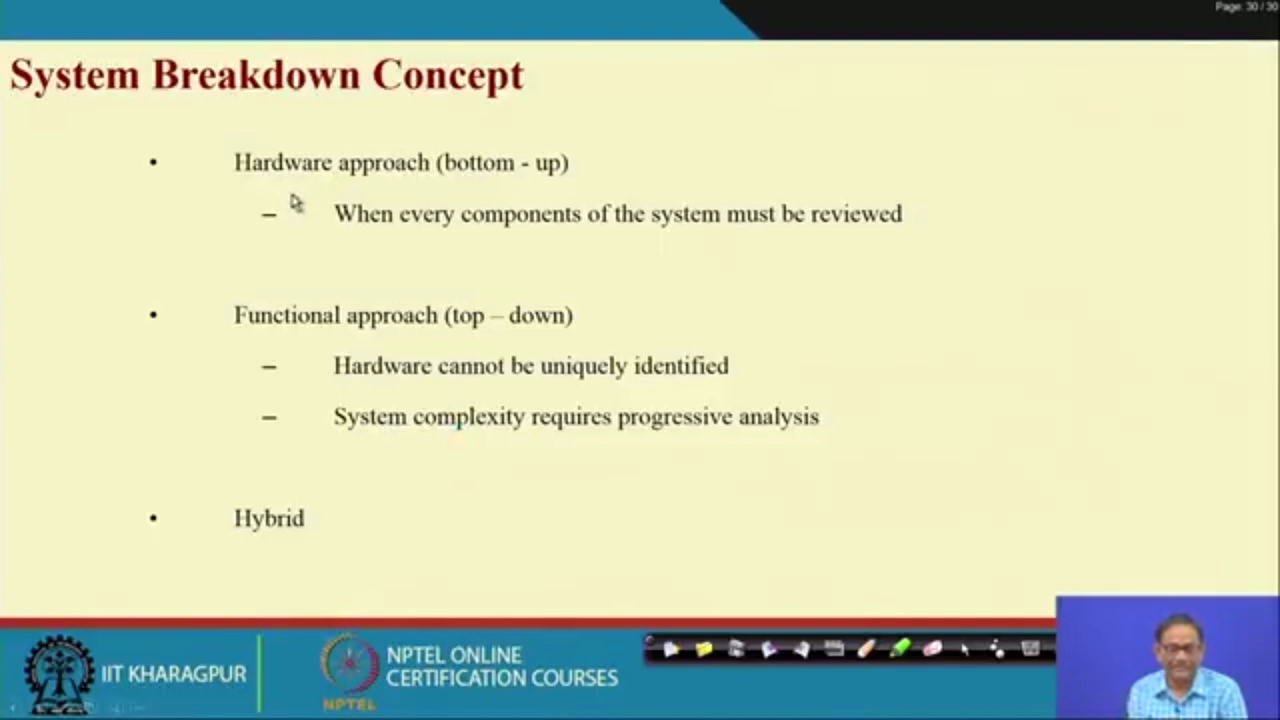 Page: 30 / 30
System Breakdown Concept
• Hardware approach (bottom - up)
– When every components of the system must be reviewed
• Functional approach (top – down)
– Hardware cannot be uniquely identified
– System complexity requires progressive analysis
• Hybrid
IIT KHARAGPUR
NPTEL
NPTEL ONLINE
CERTIFICATION COURSES